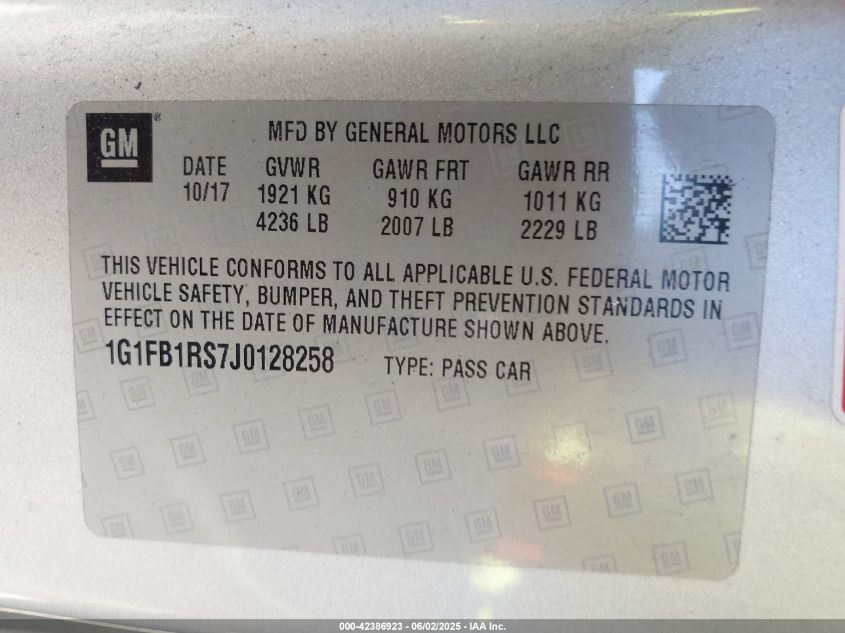 GM ®
MFD BY GENERAL MOTORS LLC
DATE GVWR GAWR FRT GAWR RR
10/17 1921 KG 910 KG 1011 KG
4236 LB 2007 LB 2229 LB
THIS VEHICLE CONFORMS TO ALL APPLICABLE U.S. FEDERAL MOTOR
VEHICLE SAFETY, BUMPER, AND THEFT PREVENTION STANDARDS IN
EFFECT ON THE DATE OF MANUFACTURE SHOWN ABOVE.
1G1FB1RS7J0128258 TYPE: PASS CAR
000-42386923 - 06/02/2025 - IAA Inc.